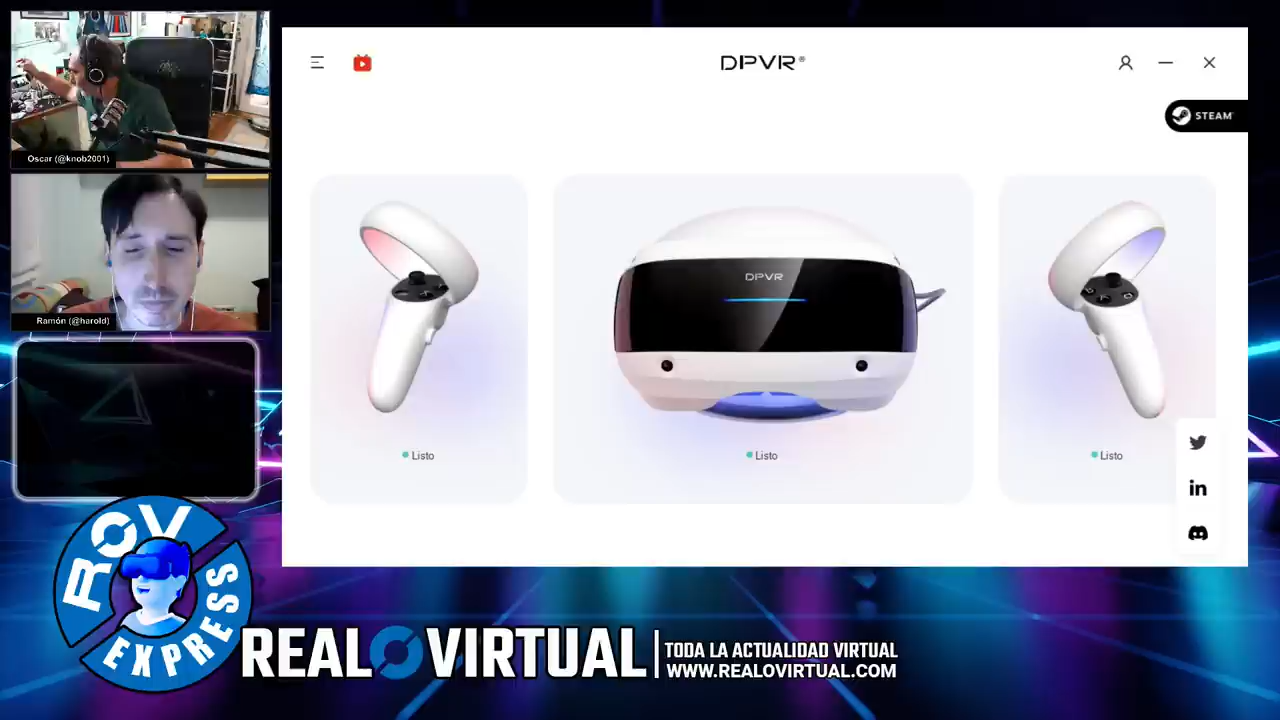 Oscar (@knob2001)
Ramón (@harold)
DPVR®
STEAM
DPVR
Listo
Listo
Listo
in
ROV
EXPRESS
REAL O VIRTUAL
TODA LA ACTUALIDAD VIRTUAL
WWW.REALOVIRTUAL.COM